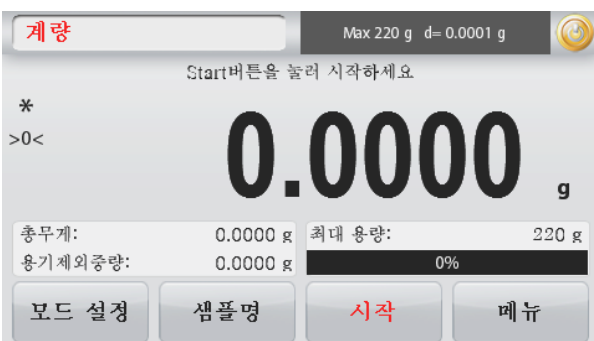 계량 Max 220 g d= 0.0001 g
Start버튼을 눌러 시작하세요
*
>0< 0.0000 g
총무게: 0.0000 g 최대 용량: 220 g
용기제외중량: 0.0000 g 0%
모드 설정 샘플명 시작 메뉴